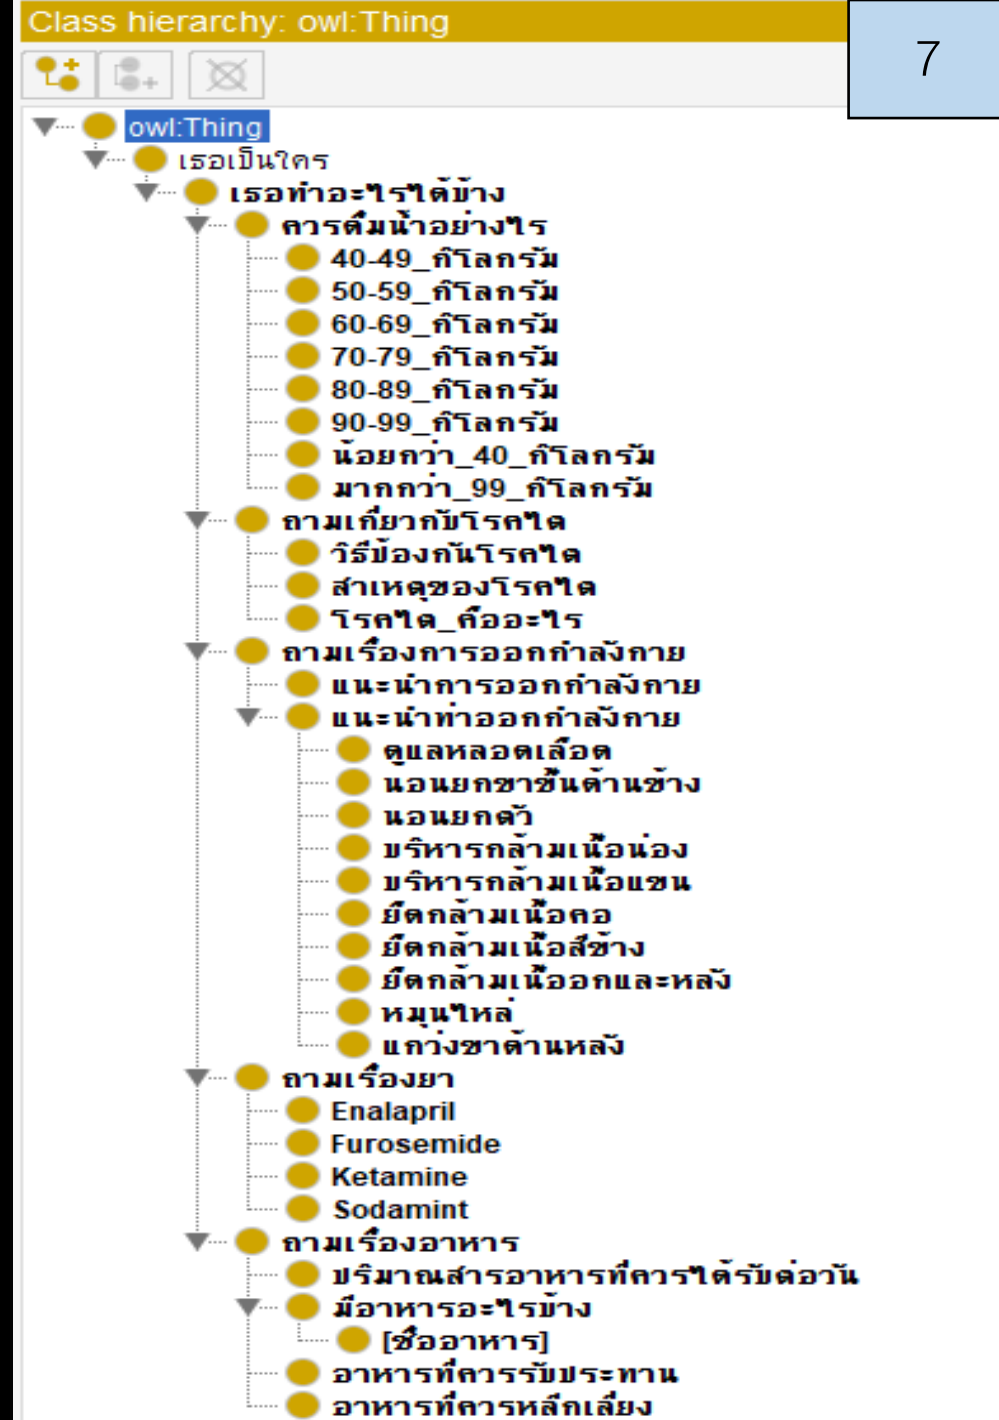 Class hierarchy: owl:Thing
7
owl:Thing
เธอเป็นใคร
เธอทำอะไรได้บ้าง
ควรดื่มน้ำอย่างไร
40-49_กิโลกรัม
50-59_กิโลกรัม
60-69_กิโลกรัม
70-79_กิโลกรัม
80-89_กิโลกรัม
90-99_กิโลกรัม
น้อยกว่า_40_กิโลกรัม
มากกว่า_99_กิโลกรัม
ถามเกี่ยวกับโรคไต
วิธีป้องกันโรคไต
สาเหตุของโรคไต
โรคไต_คืออะไร
ถามเรื่องการออกกำลังกาย
แนะนำการออกกำลังกาย
แนะนำท่าออกกำลังกาย
ดูแลหลอดเลือด
นอนยกขาขึ้นด้านข้าง
นอนยกตัว
บริหารกล้ามเนื้อน่อง
บริหารกล้ามเนื้อแขน
ยืดกล้ามเนื้อคอ
ยืดกล้ามเนื้อสีข้าง
ยืดกล้ามเนื้ออกและหลัง
หมุนไหล่
แกว่งขาด้านหลัง
ถามเรื่องยา
Enalapril
Furosemide
Ketamine
Sodamint
ถามเรื่องอาหาร
ปริมาณสารอาหารที่ควรได้รับต่อวัน
มีอาหารอะไรบ้าง
[ชื่ออาหาร]
อาหารที่ควรรับประทาน
อาหารที่ควรหลีกเลี่ยง